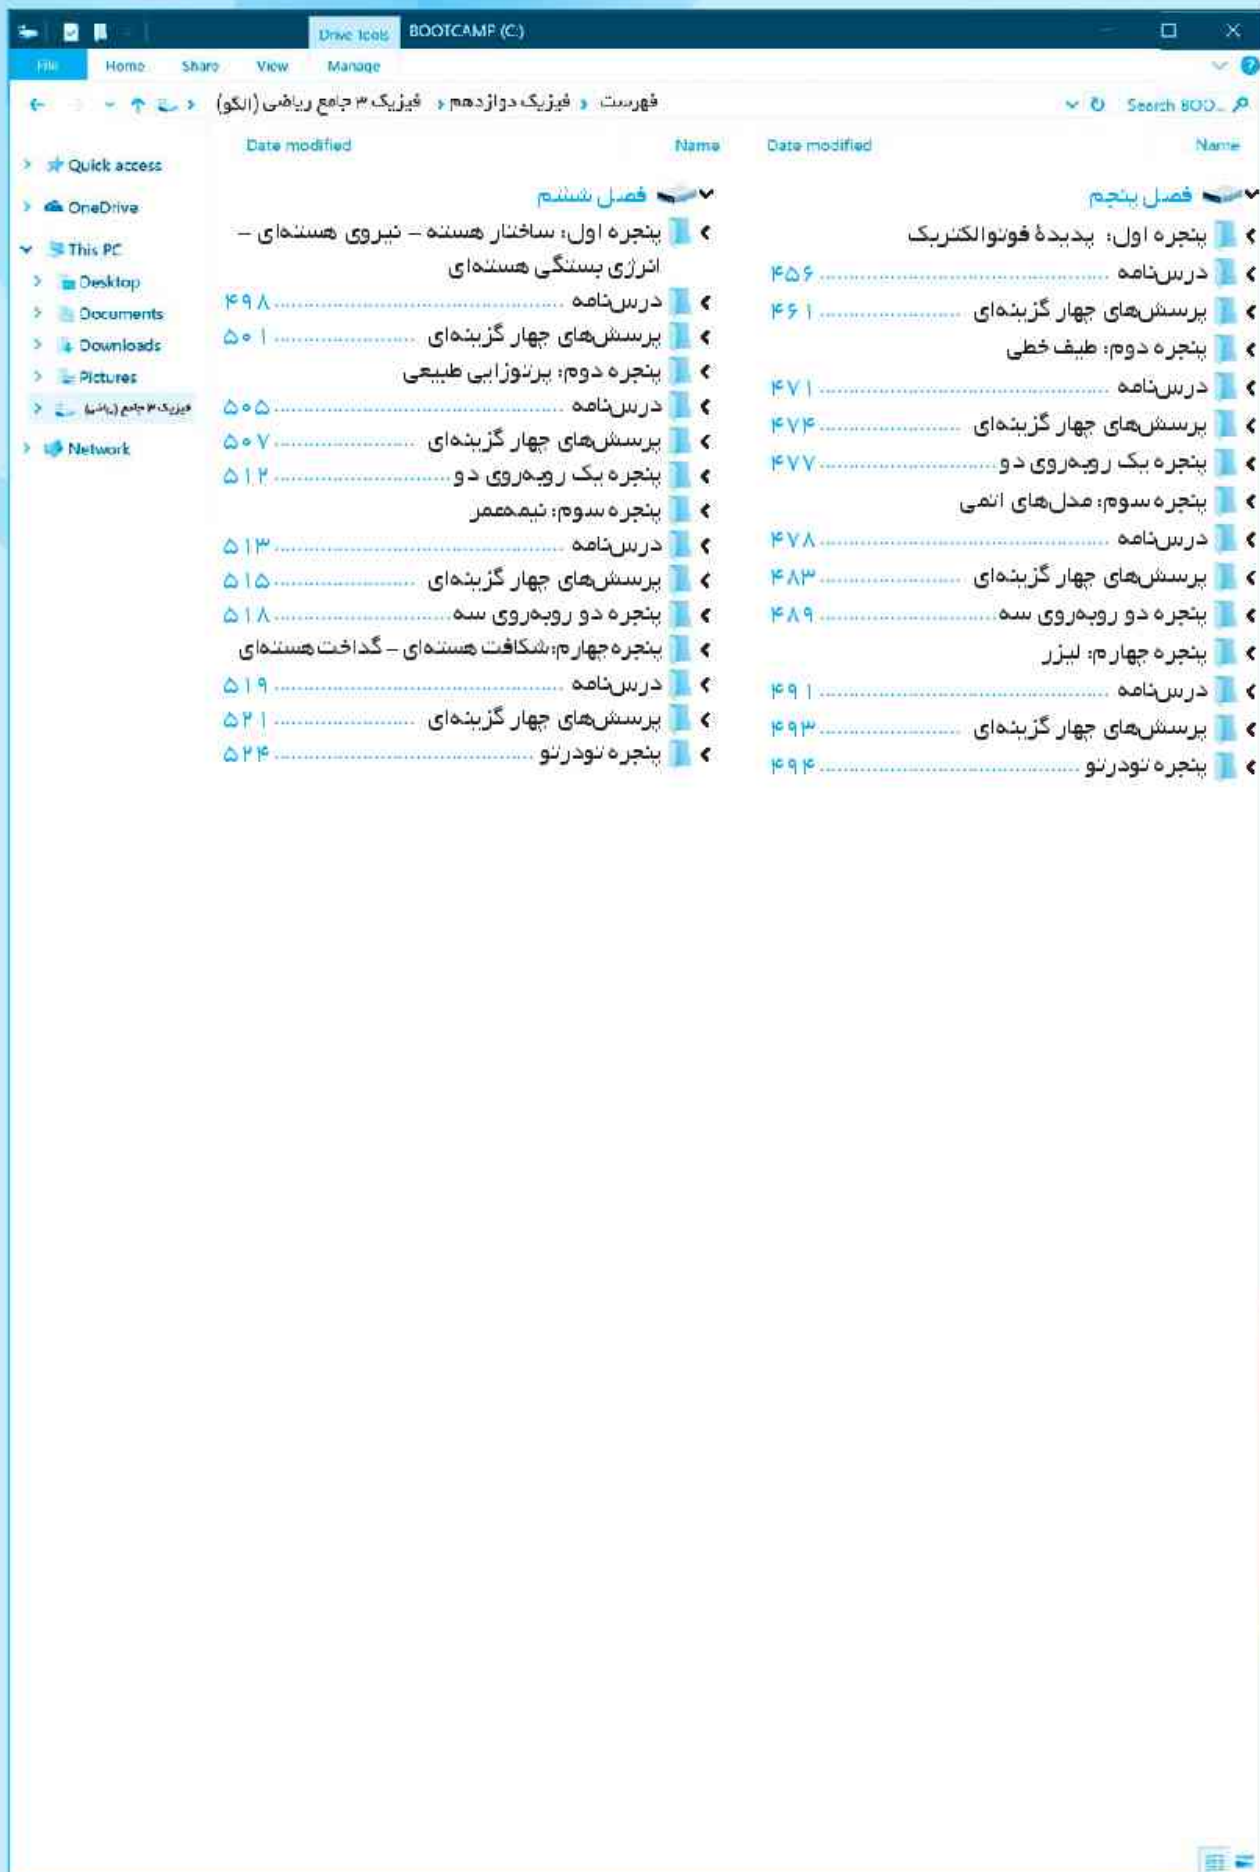 Drive Tools
BOOTCAMP (C:)
File
Home
Share
View
Manage
فهرست › فیزیک دوازدهم › فیزیک ۳ جامع ریاضی (الگو)
Search BOO...
Quick access
OneDrive
This PC
Desktop
Documents
Downloads
Pictures
فیزیک ۳ جامع (ریاضی)
Network
Name
Date modified
فصل پنجم
پنجره اول: پدیدهٔ فوتوالکتریک
درس‌نامه ۴۵۶
پرسش‌های چهار گزینه‌ای ۴۶۱
پنجره دوم: طیف خطی
درس‌نامه ۴۷۱
پرسش‌های چهار گزینه‌ای ۴۷۴
پنجره یک روبه‌روی دو ۴۷۷
پنجره سوم: مدل‌های اتمی
درس‌نامه ۴۷۸
پرسش‌های چهار گزینه‌ای ۴۸۳
پنجره دو روبه‌روی سه ۴۸۹
پنجره چهارم: لیزر
درس‌نامه ۴۹۱
پرسش‌های چهار گزینه‌ای ۴۹۳
پنجره تودرتو ۴۹۴
Name
Date modified
فصل ششم
پنجره اول: ساختار هسته – نیروی هسته‌ای –
انرژی بستگی هسته‌ای
درس‌نامه ۴۹۸
پرسش‌های چهار گزینه‌ای ۵۰۱
پنجره دوم: پرتوزایی طبیعی
درس‌نامه ۵۰۵
پرسش‌های چهار گزینه‌ای ۵۰۷
پنجره یک روبه‌روی دو ۵۱۲
پنجره سوم: نیمه‌عمر
درس‌نامه ۵۱۳
پرسش‌های چهار گزینه‌ای ۵۱۵
پنجره دو روبه‌روی سه ۵۱۸
پنجره چهارم: شکافت هسته‌ای – گداخت هسته‌ای
درس‌نامه ۵۱۹
پرسش‌های چهار گزینه‌ای ۵۲۱
پنجره تودرتو ۵۲۴